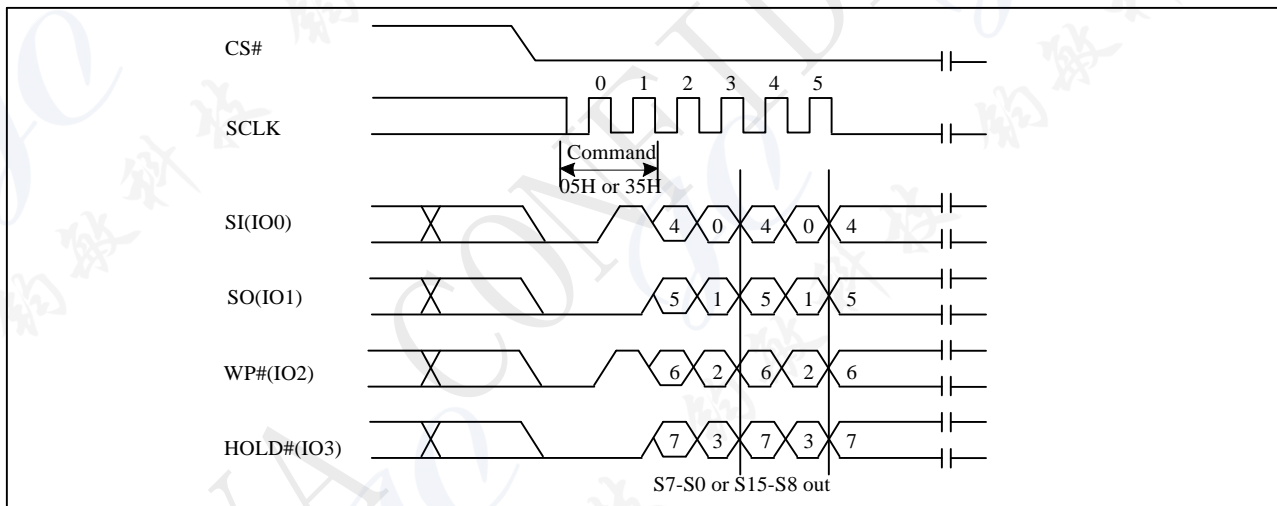 CS#
0 1 2 3 4 5
SCLK
Command
05H or 35H
SI(IO0) 4 0 4 0 4
SO(IO1) 5 1 5 1 5
WP#(IO2) 6 2 6 2 6
HOLD#(IO3) 7 3 7 3 7
S7-S0 or S15-S8 out